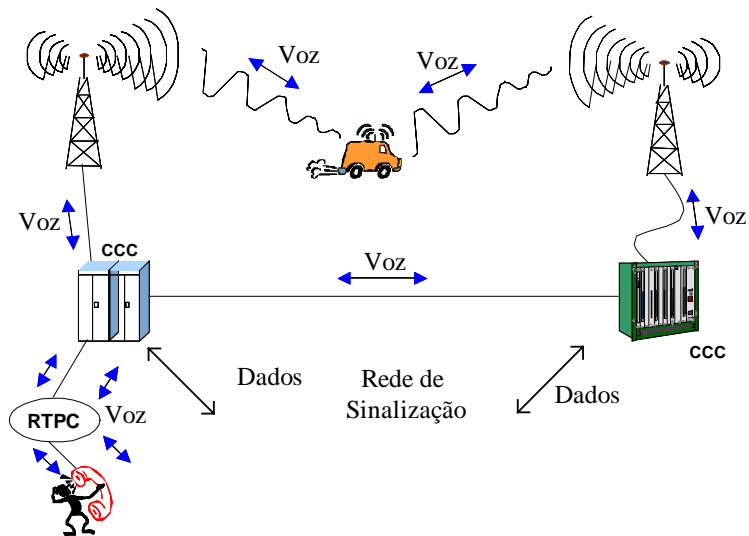 Voz
Voz
Voz
Voz
CCC
Voz
CCC
Dados
Rede de
Sinalização
Dados
RTPC
Voz